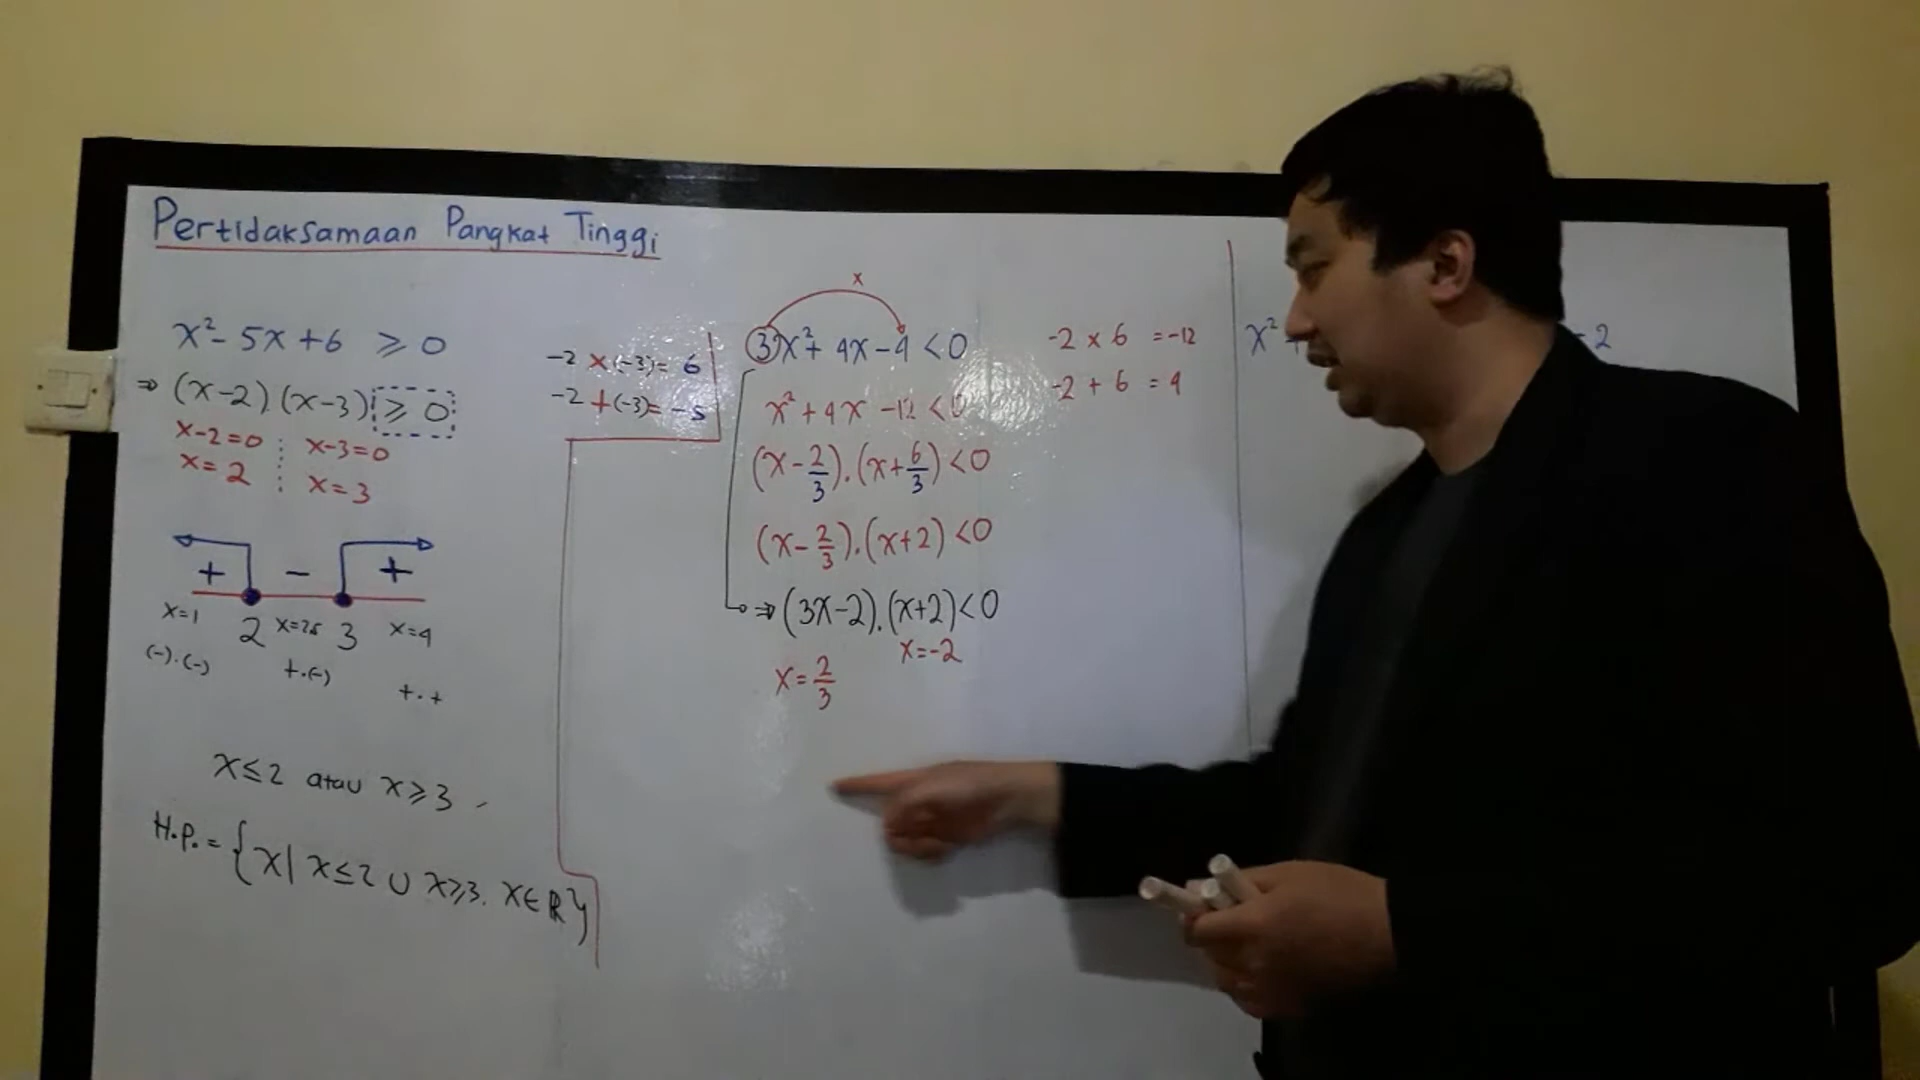 Pertidaksamaan Pangkat Tinggi
x² - 5x + 6 ≥ 0
⇒ (x-2).(x-3) ≥ 0
x-2=0 x-3=0
x=2 x=3
+ - +
x=1 2 x=2,5 3 x=4
(-).(-) +.(-) +.+
x≤2 atau x≥3
H.P. = {x| x≤2 ∪ x≥3, x∈R}
-2 x (-3) = 6
-2 + (-3) = -5
x
3x² + 4x - 4 < 0
x² + 4x - 12 < 0
(x - 2/3).(x + 6/3) < 0
(x - 2/3).(x+2) < 0
⇒ (3x-2).(x+2) < 0
x = 2/3 x=-2
-2 x 6 = -12
-2 + 6 = 4
x²
2